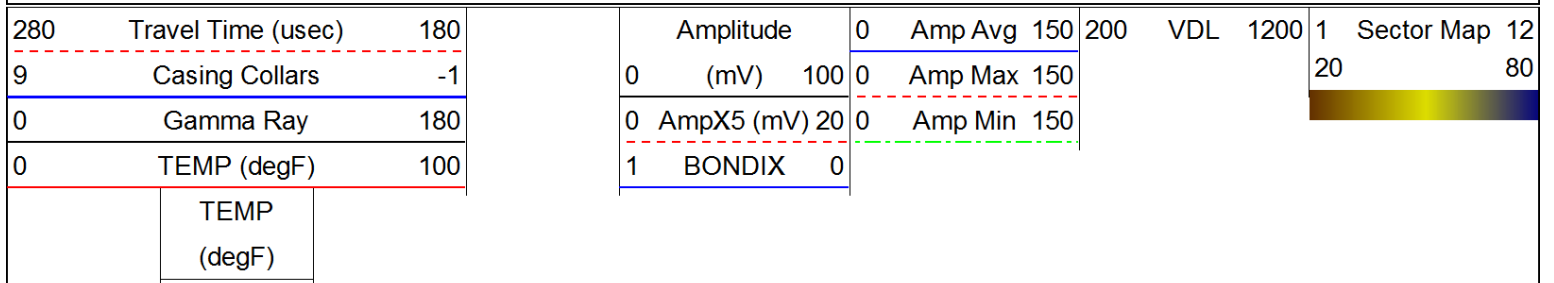 280 Travel Time (usec) 180
9 Casing Collars -1
0 Gamma Ray 180
0 TEMP (degF) 100
TEMP
(degF)
Amplitude
0 (mV) 100
0 AmpX5 (mV) 20
1 BONDIX 0
0 Amp Avg 150
0 Amp Max 150
0 Amp Min 150
200 VDL 1200
1 Sector Map 12
20 80